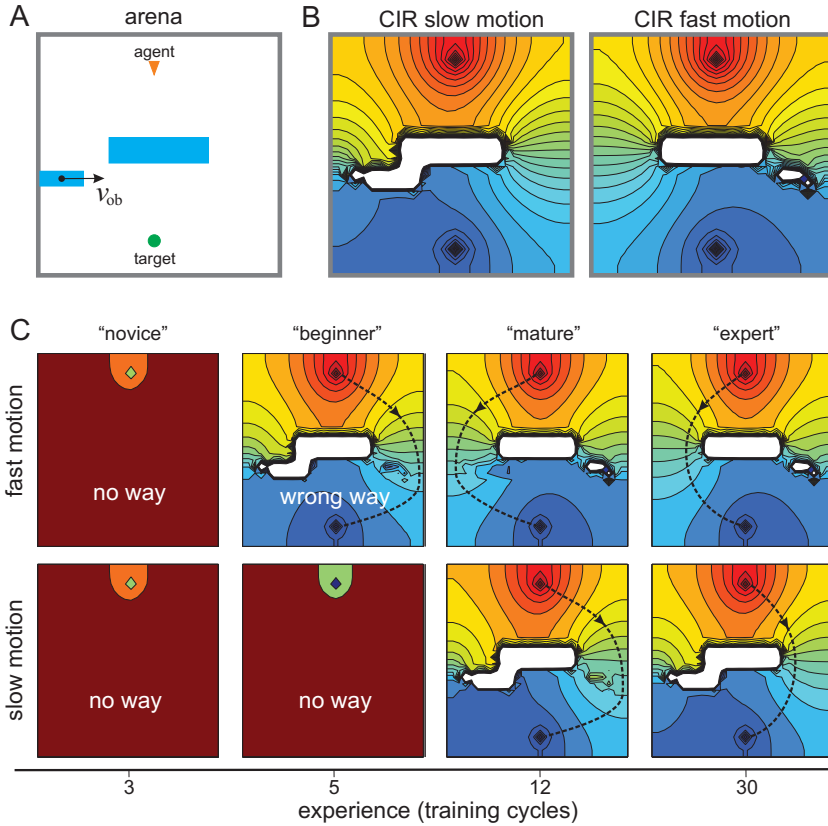 A
arena
agent
v_ob
target
B
CIR slow motion
CIR fast motion
C
"novice"
"beginner"
"mature"
"expert"
fast motion
no way
wrong way
slow motion
no way
no way
3
5
12
30
experience (training cycles)